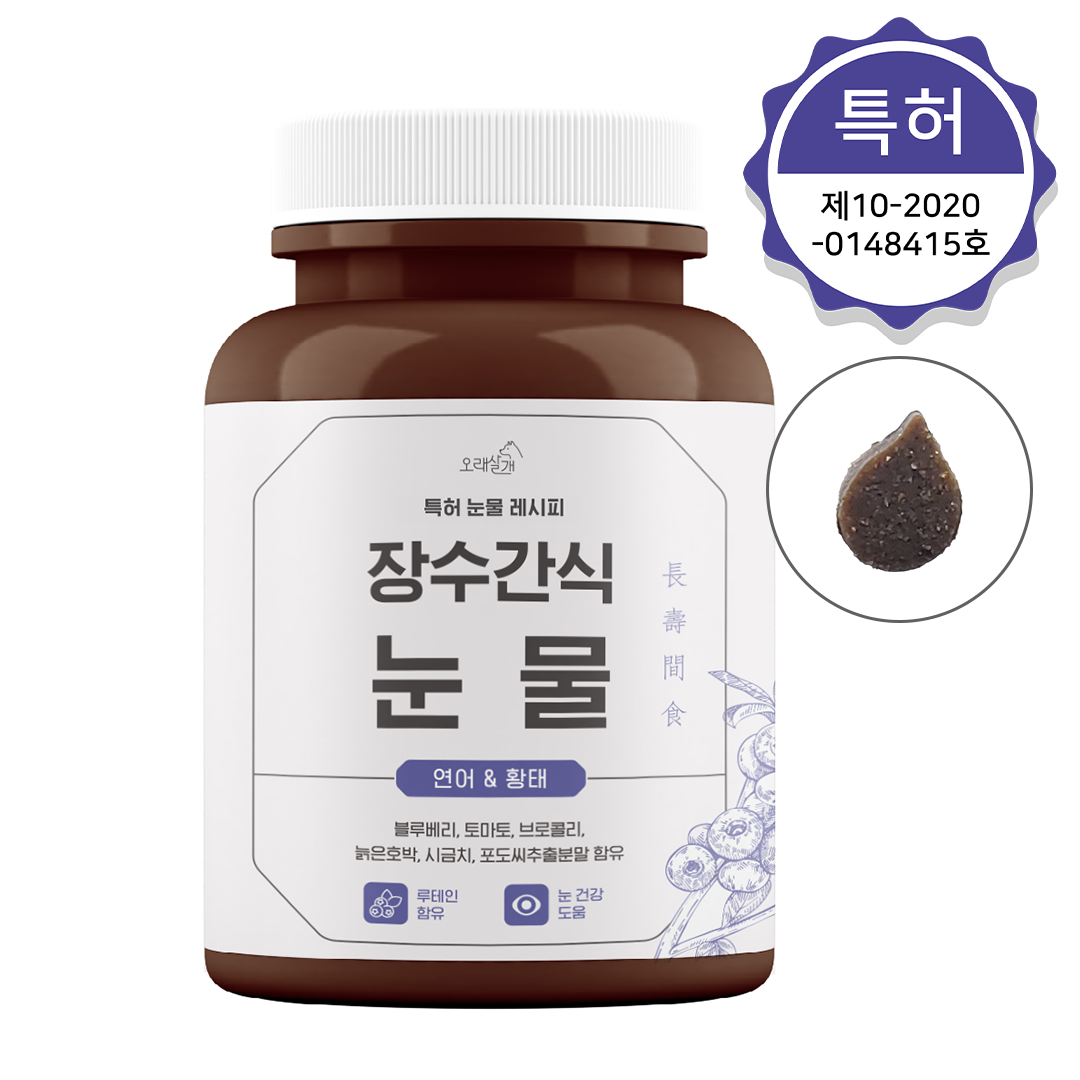 특허
제10-2020
-0148415호
오래살개
특허 눈물 레시피
장수간식
눈물
長壽間食
연어 & 황태
블루베리, 토마토, 브로콜리,
늙은호박, 시금치, 포도씨추출분말 함유
루테인
함유
눈 건강
도움